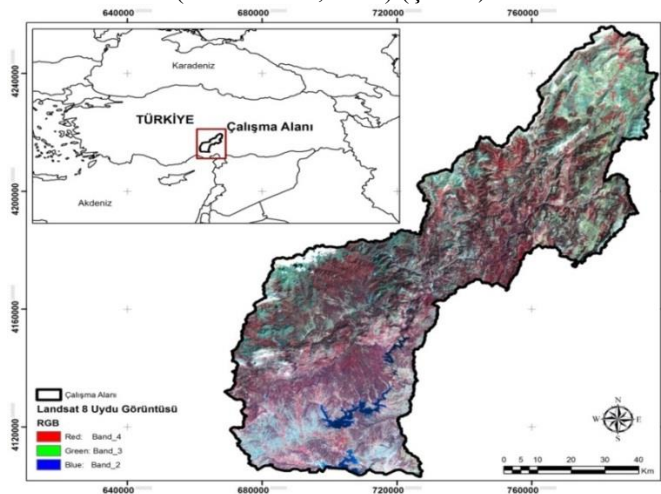 640000 680000 720000 760000
4240000
4200000
4160000
4120000
Karadeniz
TÜRKİYE
Çalışma Alanı
Akdeniz
Çalışma Alanı
Landsat 8 Uydu Görüntüsü
RGB
Red: Band_4
Green: Band_3
Blue: Band_2
N
W E
S
0 5 10 20 30 40
Km
640000 680000 720000 760000